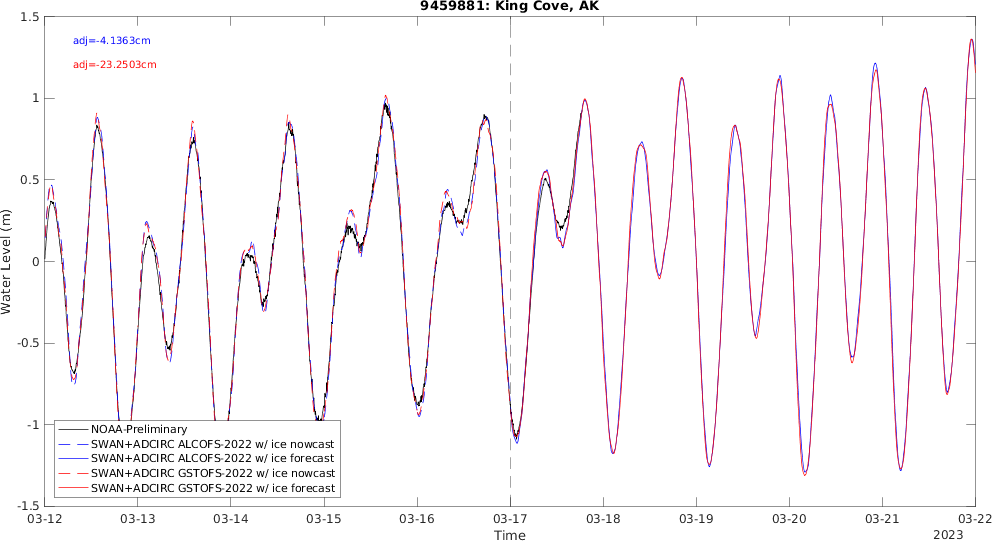 9459881: King Cove, AK
adj=-4.1363cm
adj=-23.2503cm
Water Level (m)
1.5
1
0.5
0
-0.5
-1
-1.5
NOAA-Preliminary
SWAN+ADCIRC ALCOFS-2022 w/ ice nowcast
SWAN+ADCIRC ALCOFS-2022 w/ ice forecast
SWAN+ADCIRC GSTOFS-2022 w/ ice nowcast
SWAN+ADCIRC GSTOFS-2022 w/ ice forecast
03-12 03-13 03-14 03-15 03-16 03-17 03-18 03-19 03-20 03-21 03-22
Time
2023